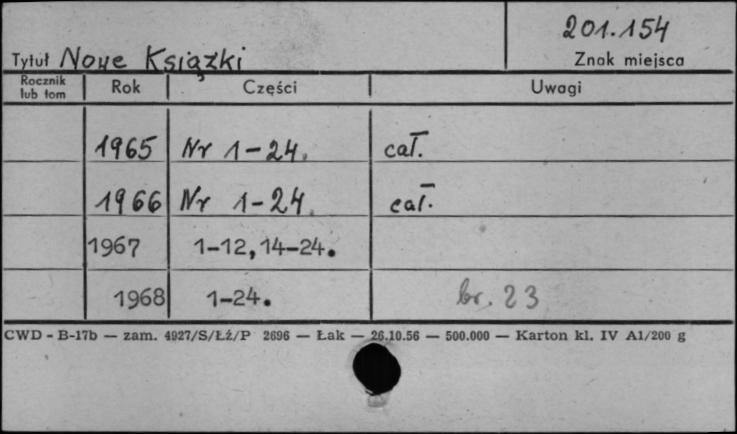 201.154
Tytuł Nowe Książki Znak miejsca
Rocznik lub tom Rok Części Uwagi
1965 Nr 1-24. cał.
1966 Nr 1-24. cał.
1967 1-12, 14-24.
1968 1-24. br. 23
CWD - B-17b — zam. 4927/S/Łź/P 2696 — Łak — 26.10.56 — 500.000 — Karton kl. IV A1/200 g